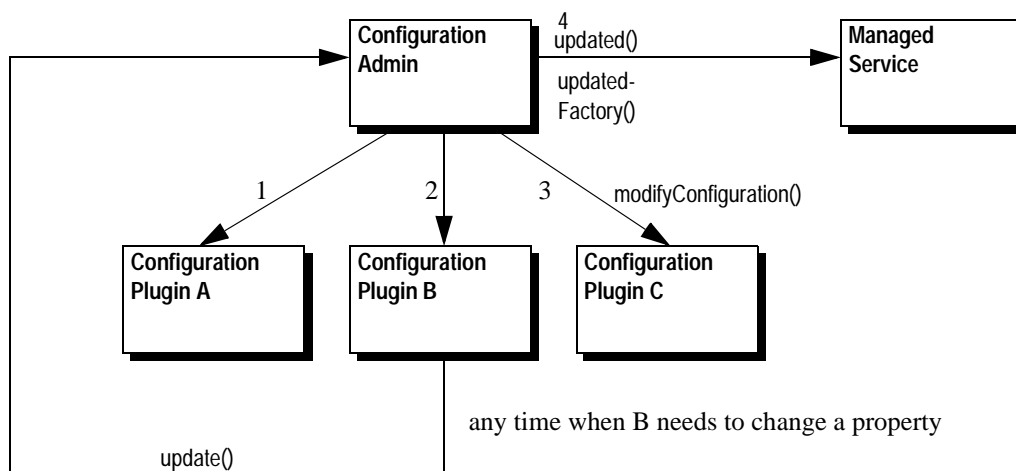 Configuration
Admin
4
updated()
updated-
Factory()
Managed
Service
1
2
3
modifyConfiguration()
Configuration
Plugin A
Configuration
Plugin B
Configuration
Plugin C
any time when B needs to change a property
update()